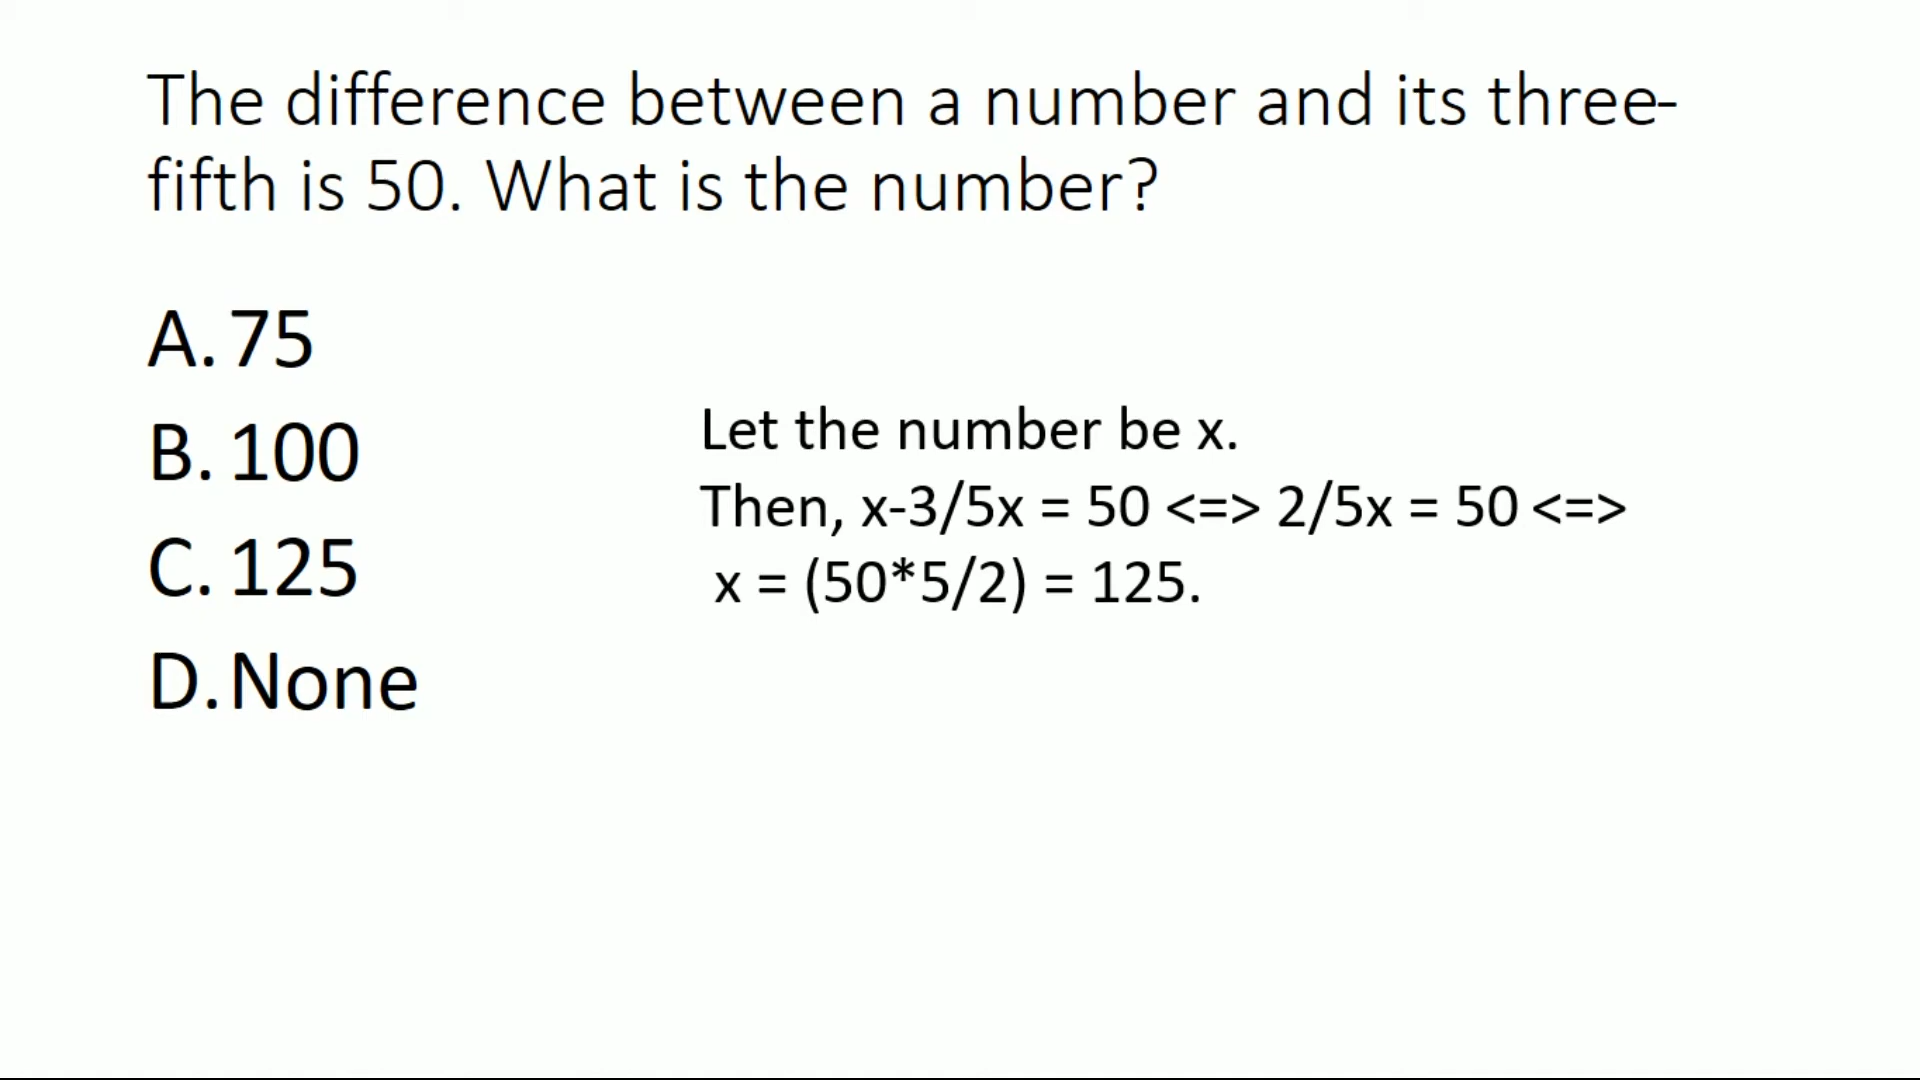 The difference between a number and its three-
fifth is 50. What is the number?
A. 75
B. 100
C. 125
D. None
Let the number be x.
Then, x-3/5x = 50 <=> 2/5x = 50 <=>
x = (50*5/2) = 125.